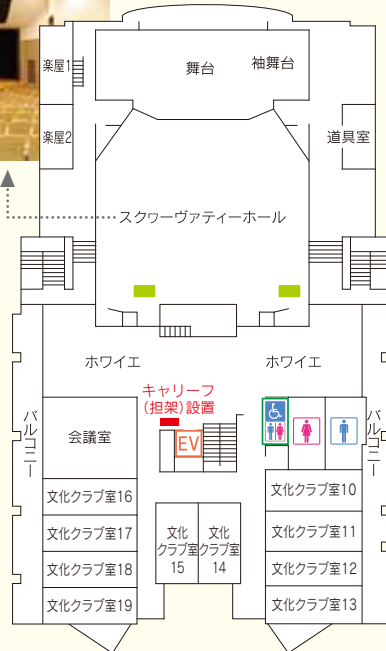 楽屋1
舞台
袖舞台
楽屋2
道具室
スクヮーヴァティーホール
ホワイエ
ホワイエ
キャリーフ
(担架)設置
EV
バルコニー
会議室
バルコニー
文化クラブ室16
文化クラブ室17
文化クラブ室18
文化クラブ室19
文化
クラブ室
15
文化
クラブ室
14
文化クラブ室10
文化クラブ室11
文化クラブ室12
文化クラブ室13